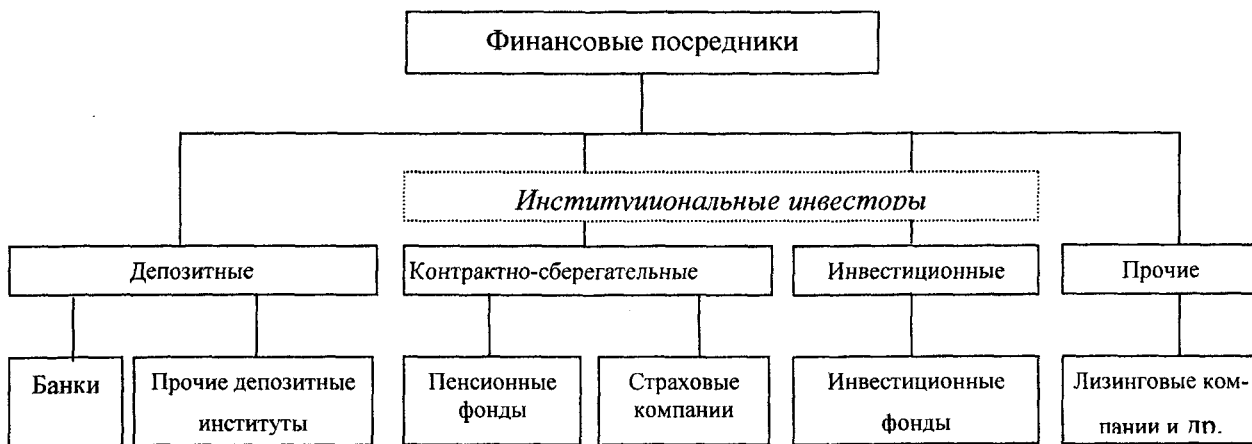 Финансовые посредники
Институциональные инвесторы
Депозитные
Контрактно-сберегательные
Инвестиционные
Прочие
Банки
Прочие депозитные
институты
Пенсионные
фонды
Страховые
компании
Инвестиционные
фонды
Лизинговые ком-
пании и др.